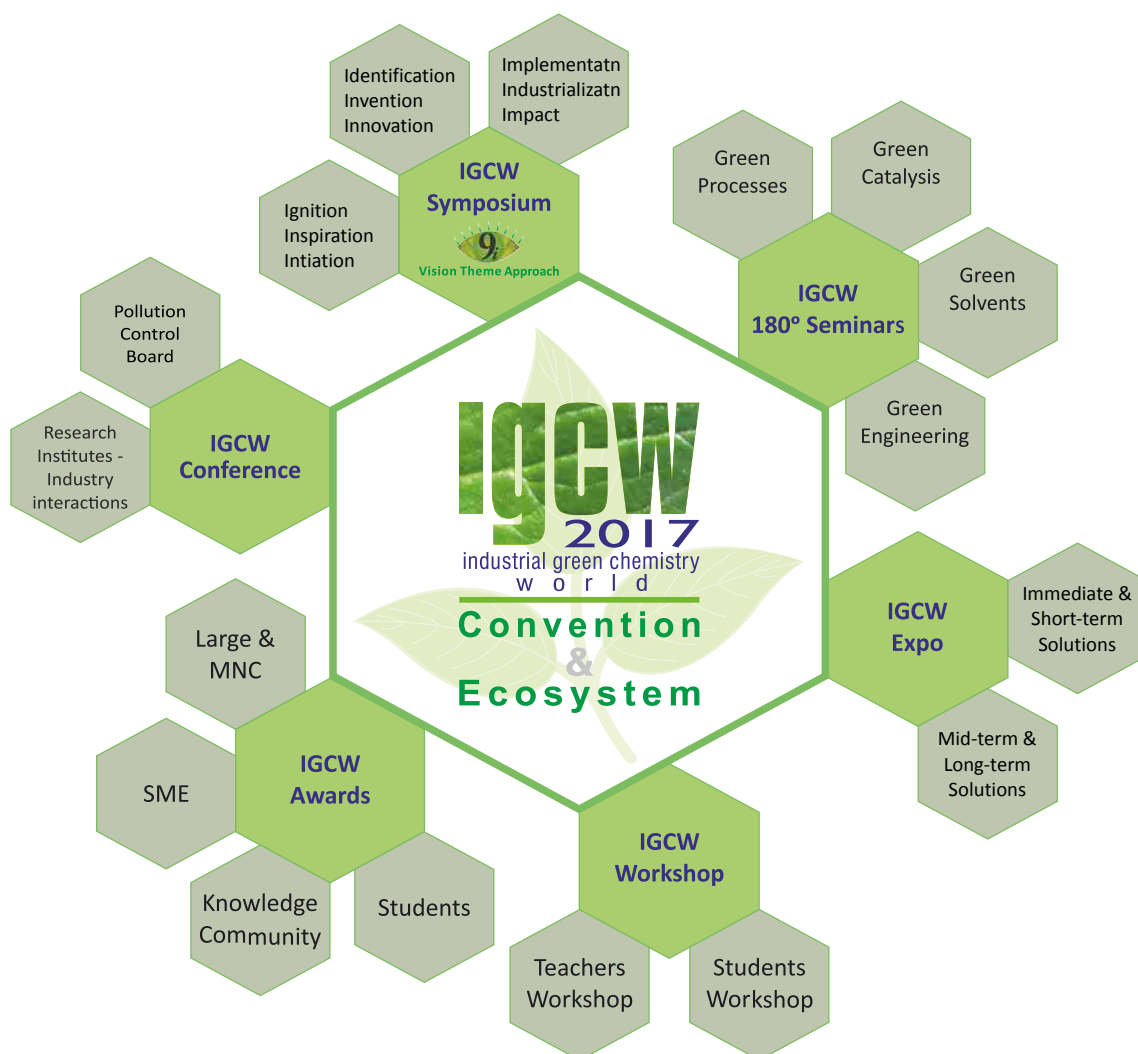 Identification
Invention
Innovation
Implementatn
Industrializatn
Impact
Ignition
Inspiration
Intiation
IGCW
Symposium
9i
Vision Theme Approach
Green
Processes
Green
Catalysis
Green
Solvents
Green
Engineering
IGCW
180º Seminars
Pollution
Control
Board
Research
Institutes -
Industry
interactions
IGCW
Conference
IGCW
2017
industrial green chemistry
world
Convention
&
Ecosystem
IGCW
Expo
Immediate &
Short-term
Solutions
Mid-term &
Long-term
Solutions
Large &
MNC
SME
Knowledge
Community
Students
IGCW
Awards
IGCW
Workshop
Teachers
Workshop
Students
Workshop